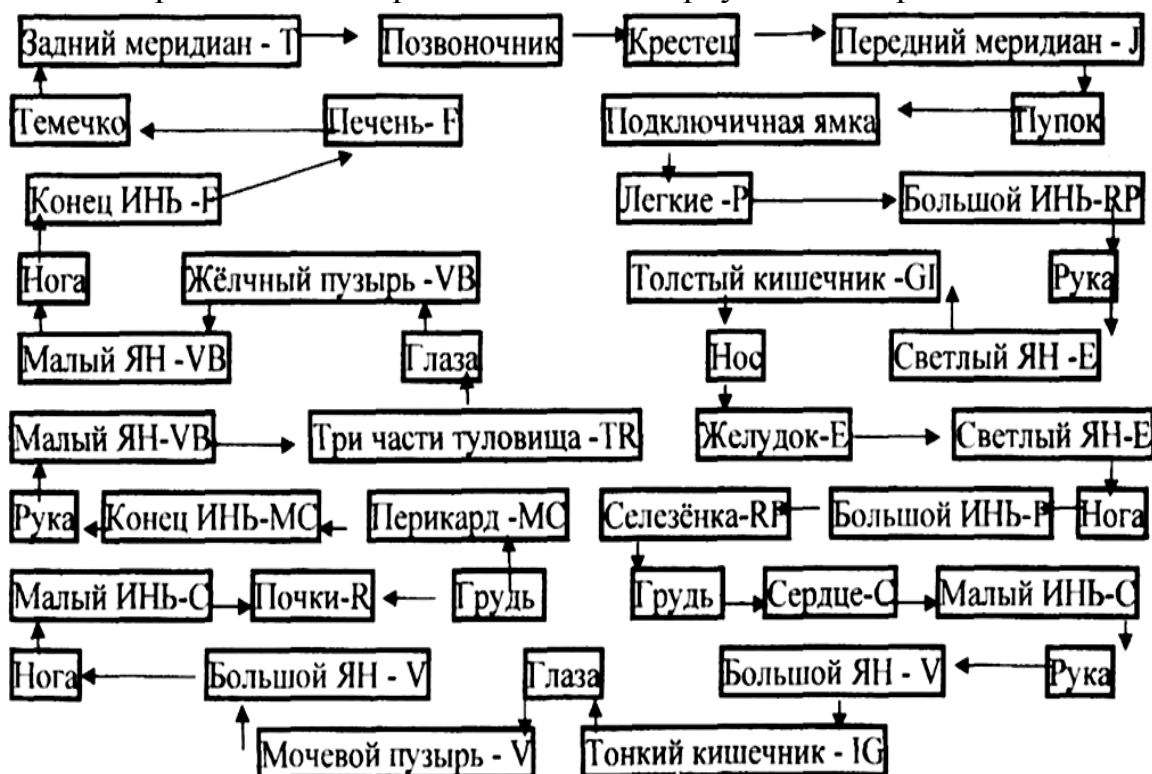 Задний меридиан - Т
Позвоночник
Крестец
Передний меридиан - J
Темечко
Печень- F
Подключичная ямка
Пупок
Конец ИНЬ -F
Легкие -P
Большой ИНЬ-RP
Нога
Жёлчный пузырь -VB
Толстый кишечник -GI
Рука
Малый ЯН -VB
Глаза
Нос
Светлый ЯН -E
Малый ЯН-VB
Три части туловища -TR
Желудок-E
Светлый ЯН-E
Рука
Конец ИНЬ-МС
Перикард -МС
Селезёнка-RP
Большой ИНЬ-P
Нога
Малый ИНЬ-С
Почки-R
Грудь
Грудь
Сердце-С
Малый ИНЬ-С
Нога
Большой ЯН - V
Глаза
Большой ЯН - V
Рука
Мочевой пузырь - V
Тонкий кишечник - IG